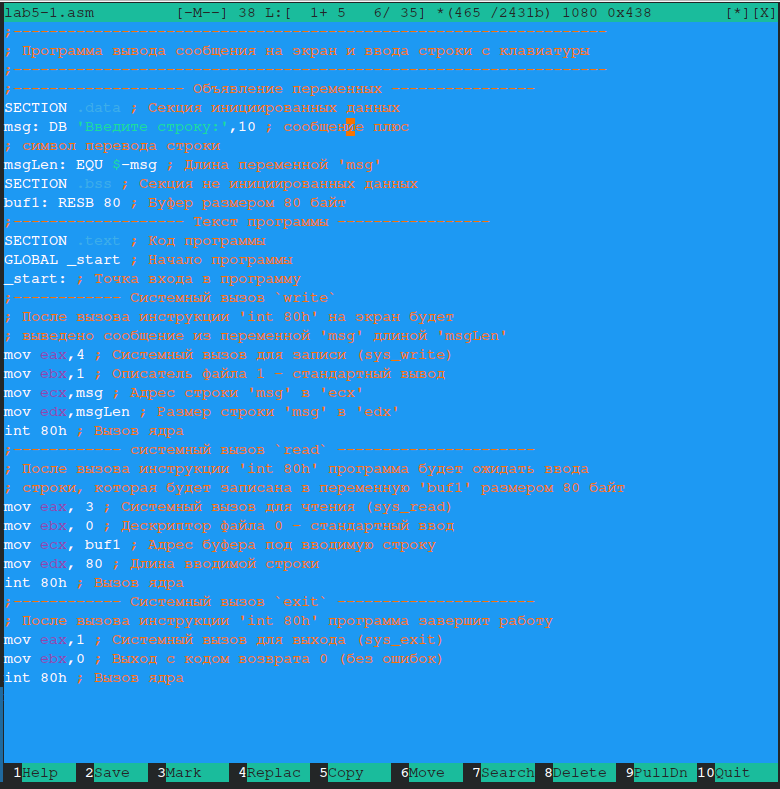 lab5-1.asm [-M--] 38 L:[ 1+ 5 6/ 35] *(465 /2431b) 1080 0x438 [*][X]
;------------------------------------------------------------------
; Программа вывода сообщения на экран и ввода строки с клавиатуры
;------------------------------------------------------------------
;------------------- Объявление переменных ----------------
SECTION .data ; Секция инициированных данных
msg: DB 'Введите строку:',10 ; сообщение плюс
; символ перевода строки
msgLen: EQU $-msg ; Длина переменной 'msg'
SECTION .bss ; Секция не инициированных данных
buf1: RESB 80 ; Буфер размером 80 байт
;------------------- Текст программы -----------------
SECTION .text ; Код программы
GLOBAL _start ; Начало программы
_start: ; Точка входа в программу
;------------ Системный вызов `write`
; После вызова инструкции 'int 80h' на экран будет
; выведено сообщение из переменной 'msg' длиной 'msgLen'
mov eax,4 ; Системный вызов для записи (sys_write)
mov ebx,1 ; Описатель файла 1 - стандартный вывод
mov ecx,msg ; Адрес строки 'msg' в 'ecx'
mov edx,msgLen ; Размер строки 'msg' в 'edx'
int 80h ; Вызов ядра
;------------ системный вызов `read` ----------------------
; После вызова инструкции 'int 80h' программа будет ожидать ввода
; строки, которая будет записана в переменную 'buf1' размером 80 байт
mov eax, 3 ; Системный вызов для чтения (sys_read)
mov ebx, 0 ; Дескриптор файла 0 - стандартный ввод
mov ecx, buf1 ; Адрес буфера под вводимую строку
mov edx, 80 ; Длина вводимой строки
int 80h ; Вызов ядра
;------------ Системный вызов `exit` ----------------------
; После вызова инструкции 'int 80h' программа завершит работу
mov eax,1 ; Системный вызов для выхода (sys_exit)
mov ebx,0 ; Выход с кодом возврата 0 (без ошибок)
int 80h ; Вызов ядра
1Help 2Save 3Mark 4Replac 5Copy 6Move 7Search 8Delete 9PullDn 10Quit